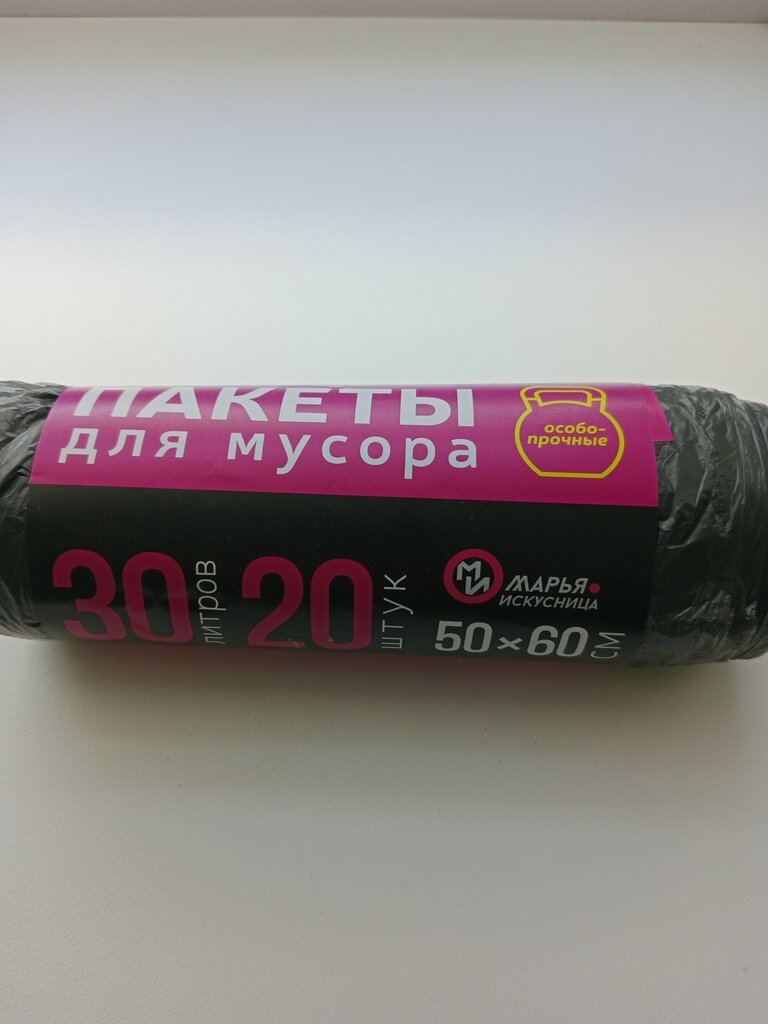 ПАКЕТЫ
для мусора
особо-
прочные
30 литров
20 штук
МИ
МАРЬЯ
ИСКУСНИЦА
50×60 см